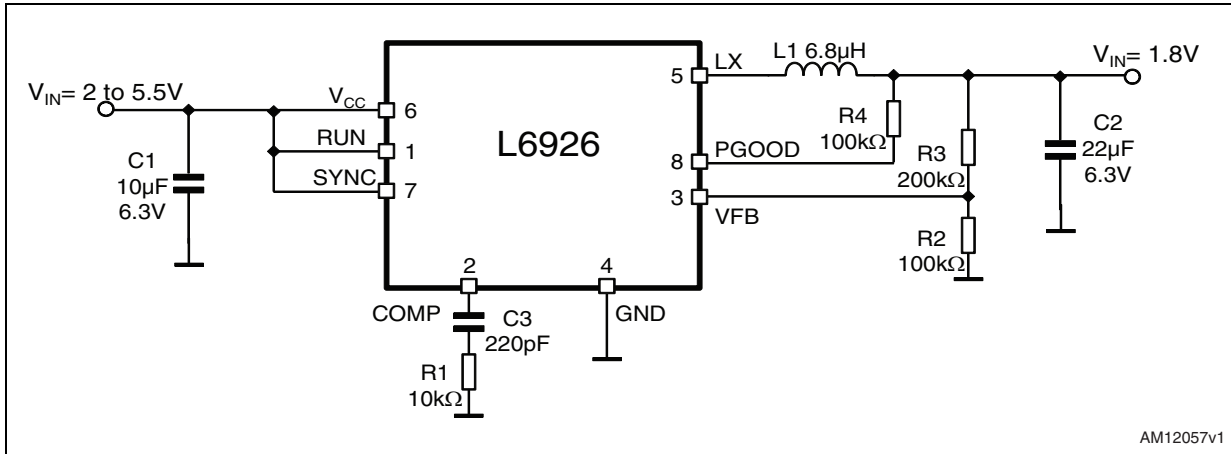 V_IN= 2 to 5.5V
C1
10µF
6.3V
V_CC
6
RUN
1
SYNC
7
L6926
5
LX
L1 6.8µH
V_IN= 1.8V
R4
100kΩ
8
PGOOD
R3
200kΩ
C2
22µF
6.3V
3
VFB
R2
100kΩ
2
COMP
4
GND
C3
220pF
R1
10kΩ
AM12057v1